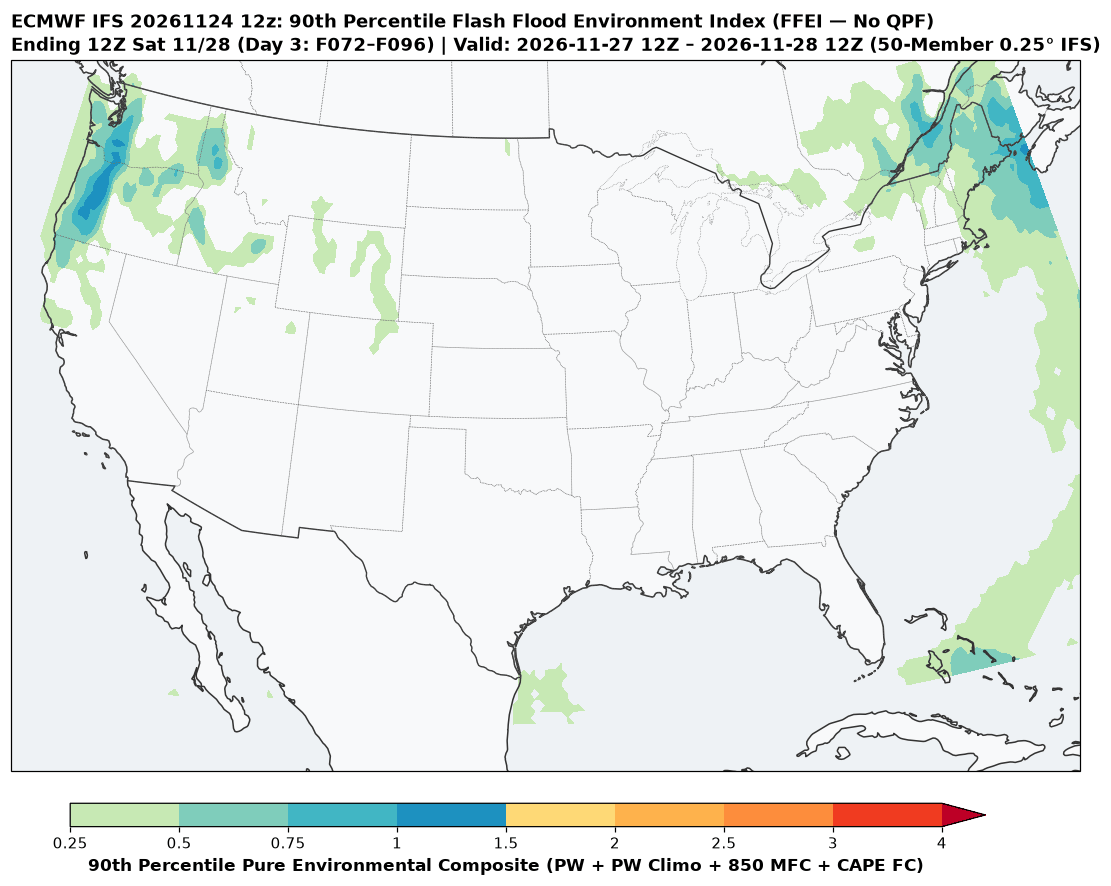 ECMWF IFS 20261124 12z: 90th Percentile Flash Flood Environment Index (FFEI — No QPF)
Ending 12Z Sat 11/28 (Day 3: F072–F096) | Valid: 2026-11-27 12Z – 2026-11-28 12Z (50-Member 0.25° IFS)
0.25 0.5 0.75 1 1.5 2 2.5 3 4
90th Percentile Pure Environmental Composite (PW + PW Climo + 850 MFC + CAPE FC)